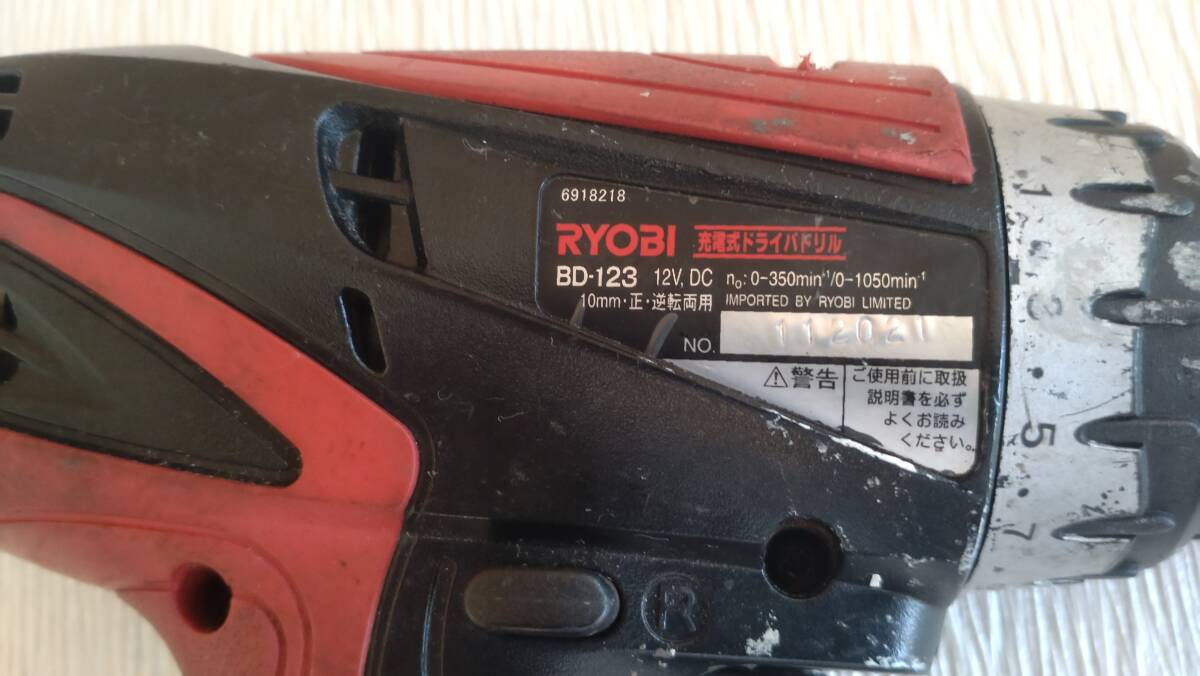 6918218
RYOBI 充電式ドライバドリル
BD-123 12V, DC n₀: 0-350min⁻¹/0-1050min⁻¹
10mm・正・逆転両用 IMPORTED BY RYOBI LIMITED
NO. 112021
⚠警告 ご使用前に取扱
説明書を必ず
よくお読み
ください。
1
3
5
7
R